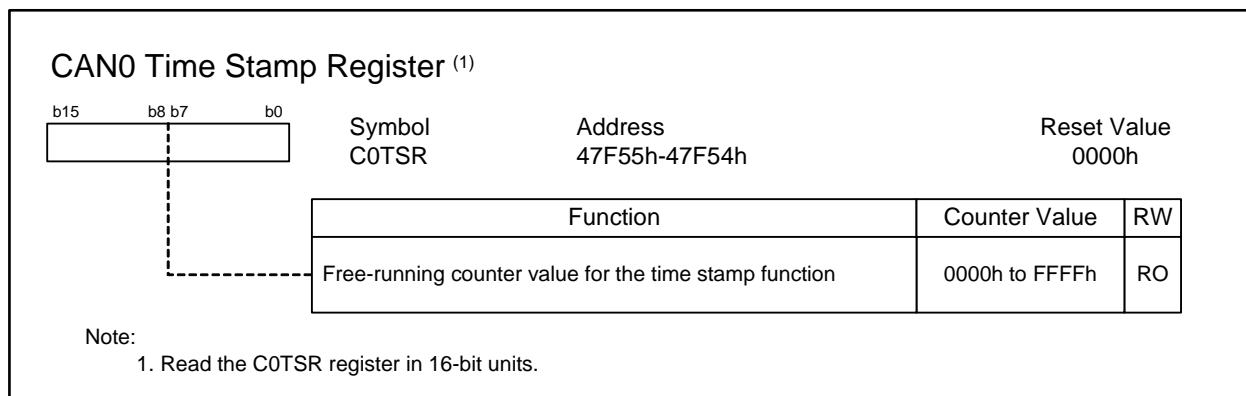 CAN0 Time Stamp Register (1)
b15 b8 b7 b0
Symbol Address Reset Value
C0TSR 47F55h-47F54h 0000h
Function Counter Value RW
Free-running counter value for the time stamp function 0000h to FFFFh RO
Note:
1. Read the C0TSR register in 16-bit units.